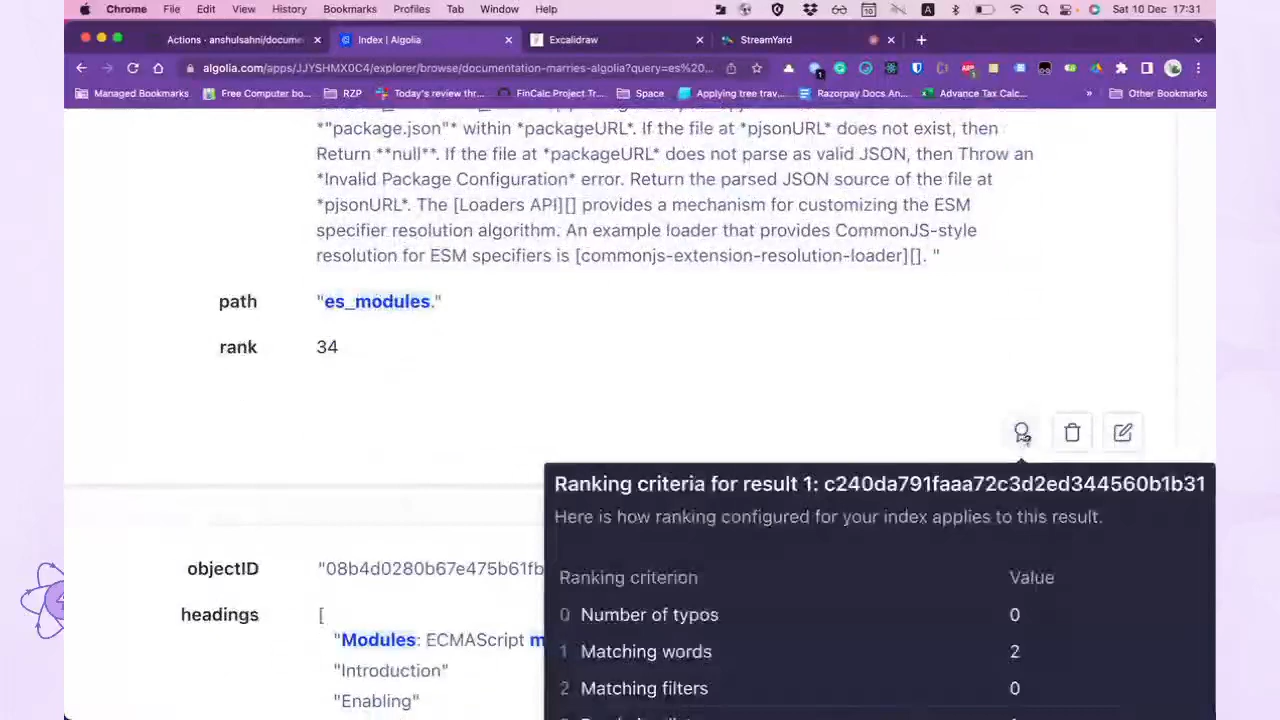 Chrome File Edit View History Bookmarks Profiles Tab Window Help 10 A Sat 10 Dec 17:31
Actions · anshulsahni/docume Index | Algolia Excalidraw StreamYard
algolia.com/apps/JJYSHMX0C4/explorer/browse/documentation-marries-algolia?query=es%20...
Managed Bookmarks Free Computer bo... RZP Today's review thr... FinCalc Project Tr... Space Applying tree trav... Razorpay Docs An... Advance Tax Calc... » Other Bookmarks
*"package.json"* within *packageURL*. If the file at *pjsonURL* does not exist, then
Return **null**. If the file at *packageURL* does not parse as valid JSON, then Throw an
*Invalid Package Configuration* error. Return the parsed JSON source of the file at
*pjsonURL*. The [Loaders API][] provides a mechanism for customizing the ESM
specifier resolution algorithm. An example loader that provides CommonJS-style
resolution for ESM specifiers is [commonjs-extension-resolution-loader][]. "
path "es_modules."
rank 34
Ranking criteria for result 1: c240da791faaa72c3d2ed344560b1b31
Here is how ranking configured for your index applies to this result.
Ranking criterion Value
0 Number of typos 0
1 Matching words 2
2 Matching filters 0
objectID "08b4d0280b67e475b61fb
headings [
"Modules: ECMAScript m
"Introduction"
"Enabling"